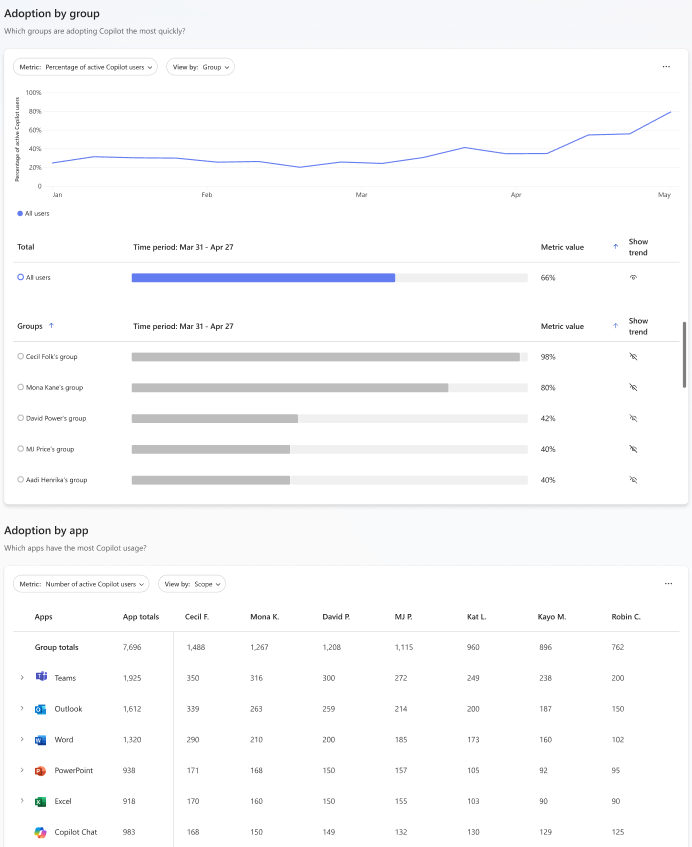 Adoption by group
Which groups are adopting Copilot the most quickly?
Metric: Percentage of active Copilot users
View by: Group
Percentage of active Copilot users
100%
80%
60%
40%
20%
0
Jan Feb Mar Apr May
All users
Total Time period: Mar 31 - Apr 27 Metric value ↑ Show trend
All users 66%
Groups ↑ Time period: Mar 31 - Apr 27 Metric value ↑ Show trend
Cecil Folk's group 98%
Mona Kane's group 80%
David Power's group 42%
MJ Price's group 40%
Aadi Henrika's group 40%
Adoption by app
Which apps have the most Copilot usage?
Metric: Number of active Copilot users
View by: Scope
Apps App totals Cecil F. Mona K. David P. MJ P. Kat L. Kayo M. Robin C.
Group totals 7,696 1,488 1,267 1,208 1,115 960 896 762
Teams 1,925 350 316 300 272 249 238 200
Outlook 1,612 339 263 259 214 200 187 150
Word 1,320 290 210 200 185 173 160 102
PowerPoint 938 171 168 150 157 105 92 95
Excel 918 170 160 150 155 103 90 90
Copilot Chat 983 168 150 149 132 130 129 125